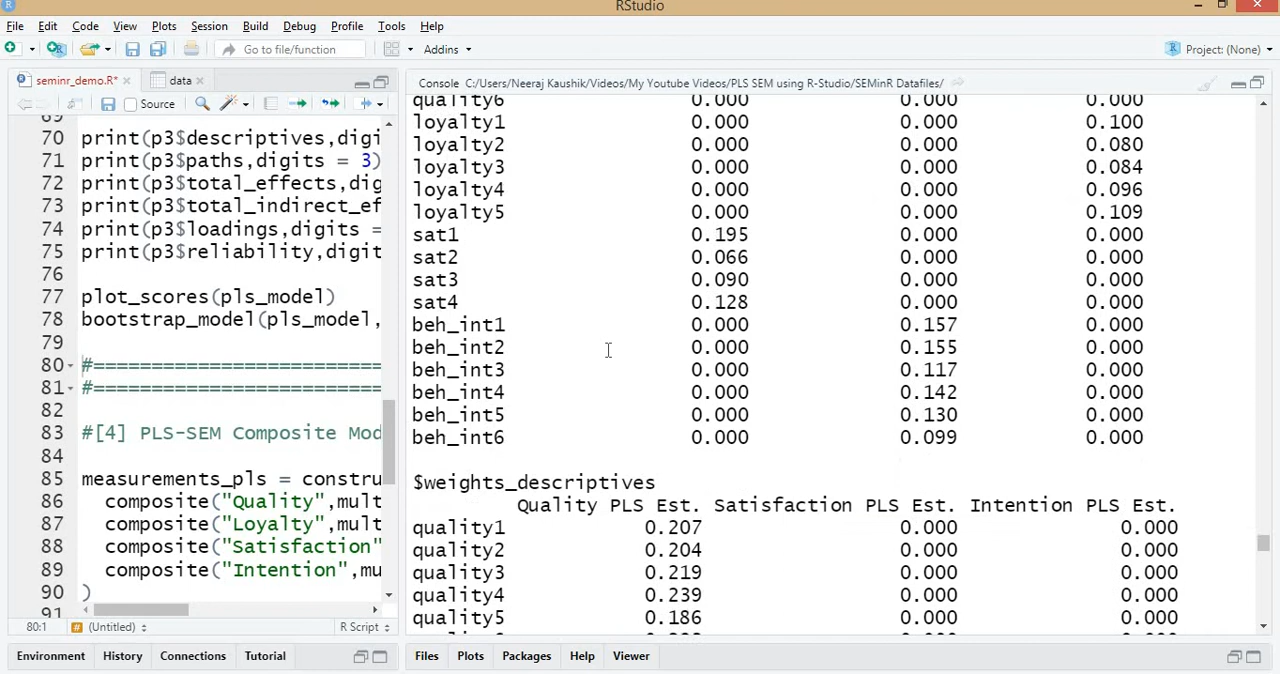 RStudio
File Edit Code View Plots Session Build Debug Profile Tools Help
Go to file/function Addins Project: (None)
seminr_demo.R* data
Source
70 print(p3$descriptives,digi
71 print(p3$paths,digits = 3)
72 print(p3$total_effects,dig
73 print(p3$total_indirect_ef
74 print(p3$loadings,digits =
75 print(p3$reliability,digit
76
77 plot_scores(pls_model)
78 bootstrap_model(pls_model,
79
80 #========================
81 #========================
82
83 #[4] PLS-SEM Composite Mod
84
85 measurements_pls = constru
86 composite("Quality",mult
87 composite("Loyalty",mult
88 composite("Satisfaction"
89 composite("Intention",mu
90 )
91
80:1 (Untitled) R Script
Environment History Connections Tutorial
Console C:/Users/Neeraj Kaushik/Videos/My Youtube Videos/PLS SEM using R-Studio/SEMinR Datafiles/
quality6 0.000 0.000 0.000
loyalty1 0.000 0.000 0.100
loyalty2 0.000 0.000 0.080
loyalty3 0.000 0.000 0.084
loyalty4 0.000 0.000 0.096
loyalty5 0.000 0.000 0.109
sat1 0.195 0.000 0.000
sat2 0.066 0.000 0.000
sat3 0.090 0.000 0.000
sat4 0.128 0.000 0.000
beh_int1 0.000 0.157 0.000
beh_int2 0.000 0.155 0.000
beh_int3 0.000 0.117 0.000
beh_int4 0.000 0.142 0.000
beh_int5 0.000 0.130 0.000
beh_int6 0.000 0.099 0.000
$weights_descriptives
Quality PLS Est. Satisfaction PLS Est. Intention PLS Est.
quality1 0.207 0.000 0.000
quality2 0.204 0.000 0.000
quality3 0.219 0.000 0.000
quality4 0.239 0.000 0.000
quality5 0.186 0.000 0.000
Files Plots Packages Help Viewer